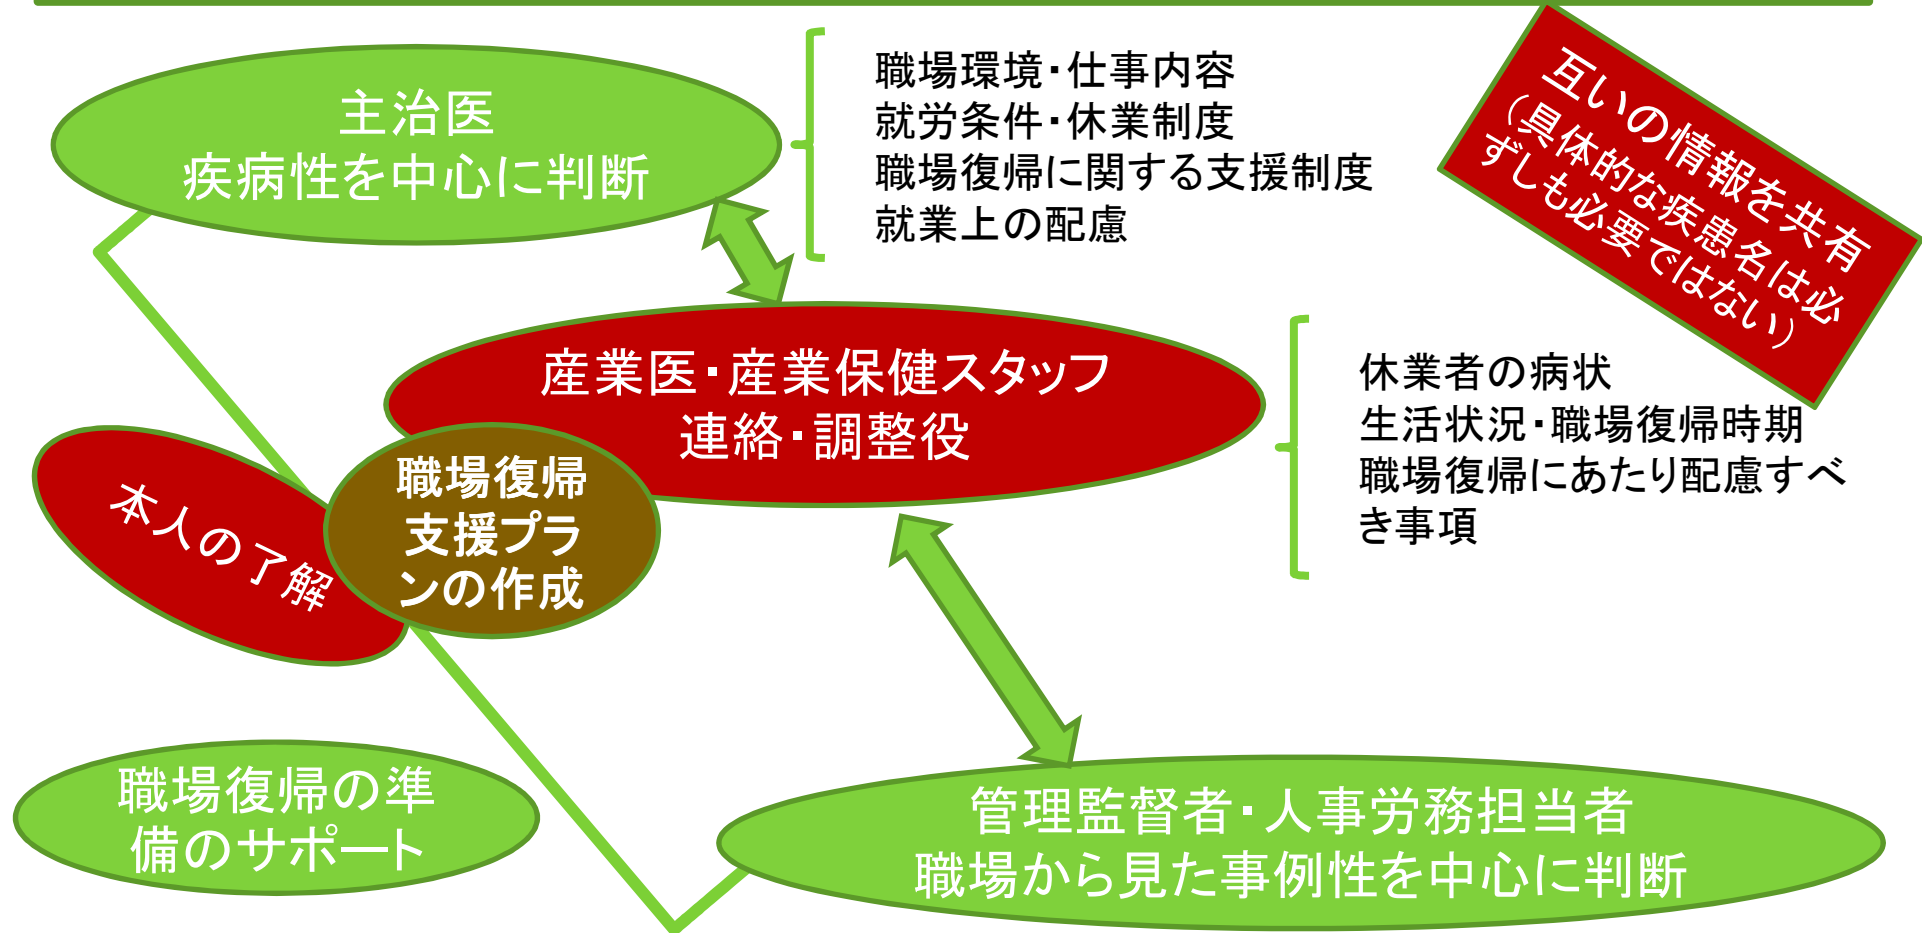 主治医
疾病性を中心に判断
職場環境・仕事内容
就労条件・休業制度
職場復帰に関する支援制度
就業上の配慮
互いの情報を共有
（具体的な疾患名は必
ずしも必要ではない）
産業医・産業保健スタッフ
連絡・調整役
休業者の病状
生活状況・職場復帰時期
職場復帰にあたり配慮すべ
き事項
職場復帰
支援プラ
ンの作成
本人の了解
職場復帰の準
備のサポート
管理監督者・人事労務担当者
職場から見た事例性を中心に判断